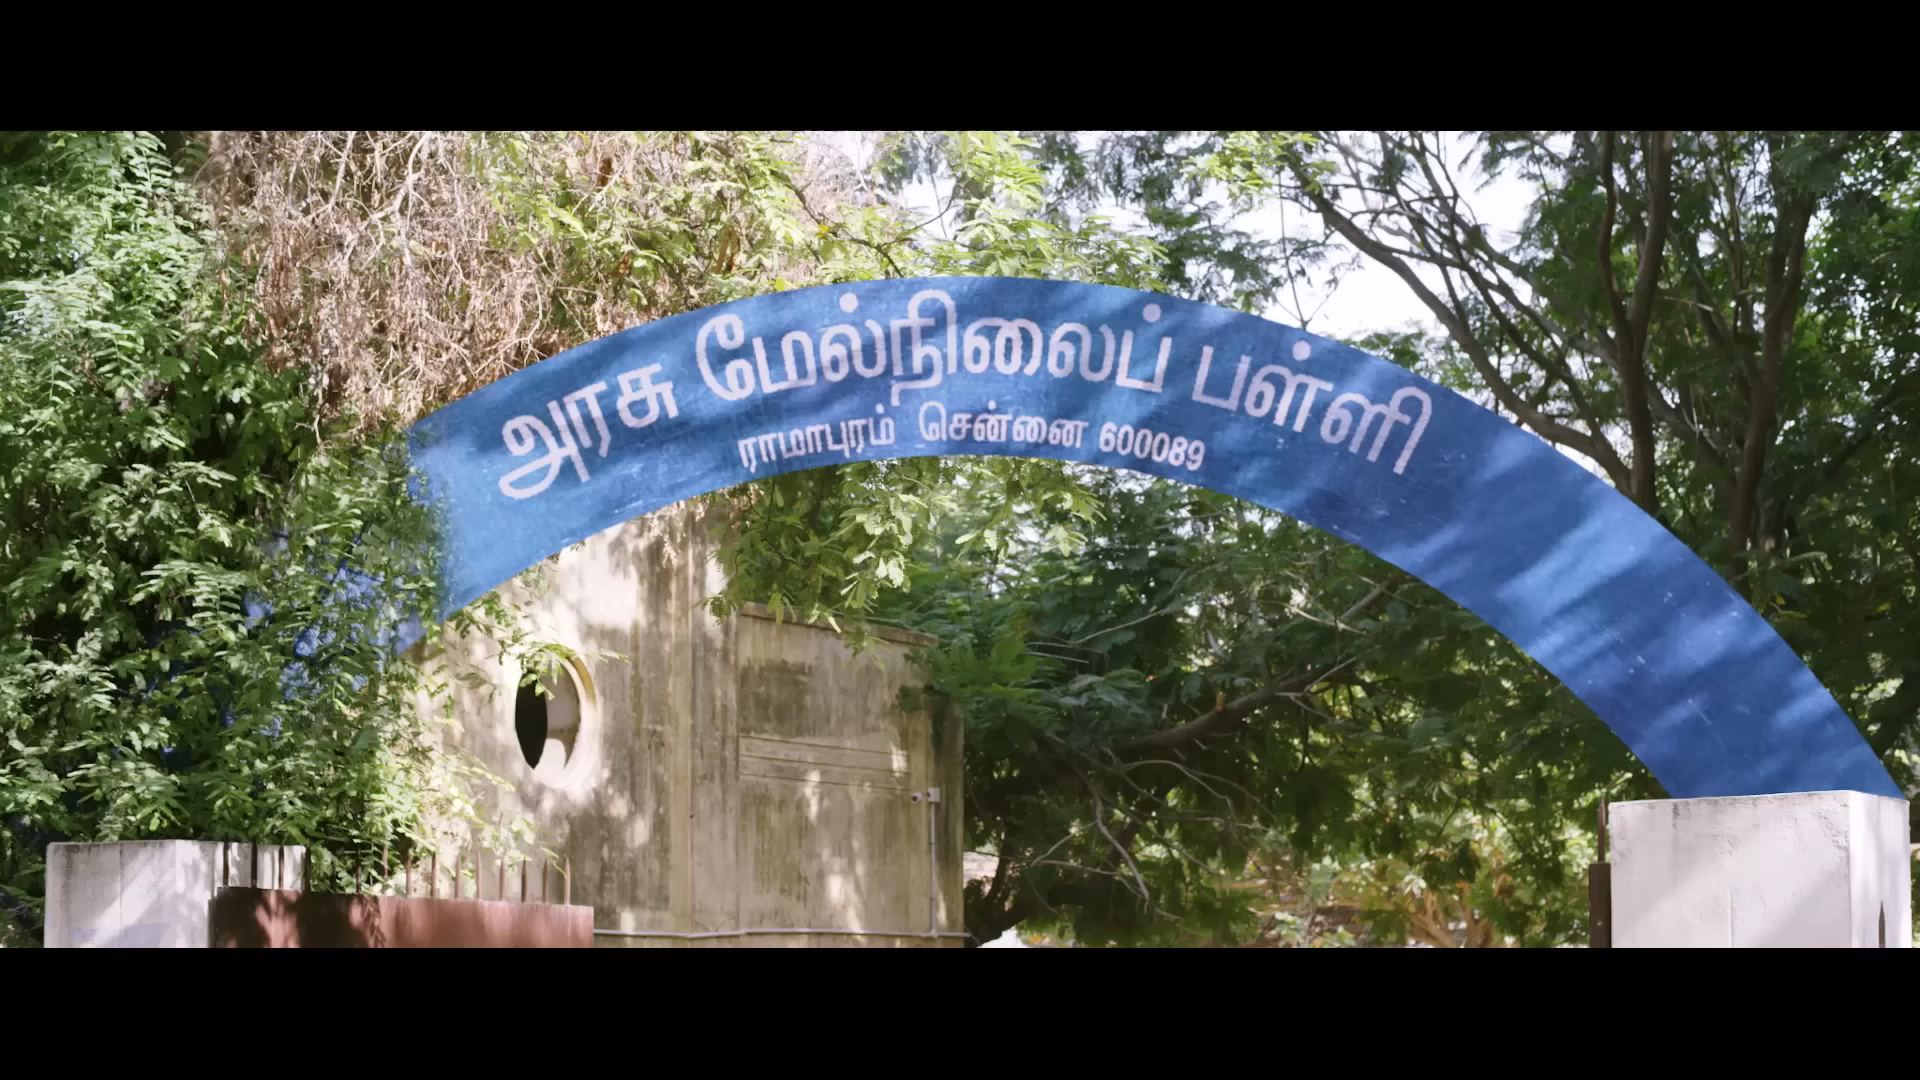 அரசு மேல்நிலைப் பள்ளி
ராமாபுரம் சென்னை 600089